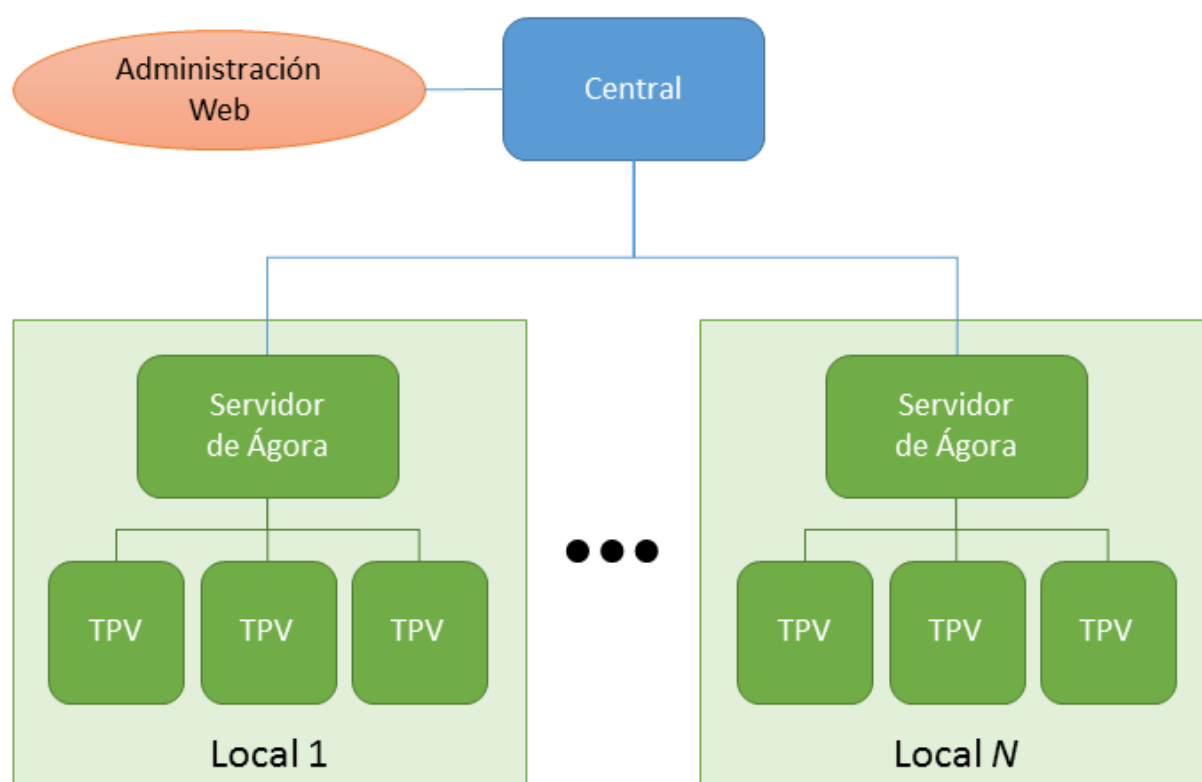 Administración
Web
Central
Servidor
de Ágora
Servidor
de Ágora
TPV
TPV
TPV
TPV
TPV
TPV
Local 1
Local N